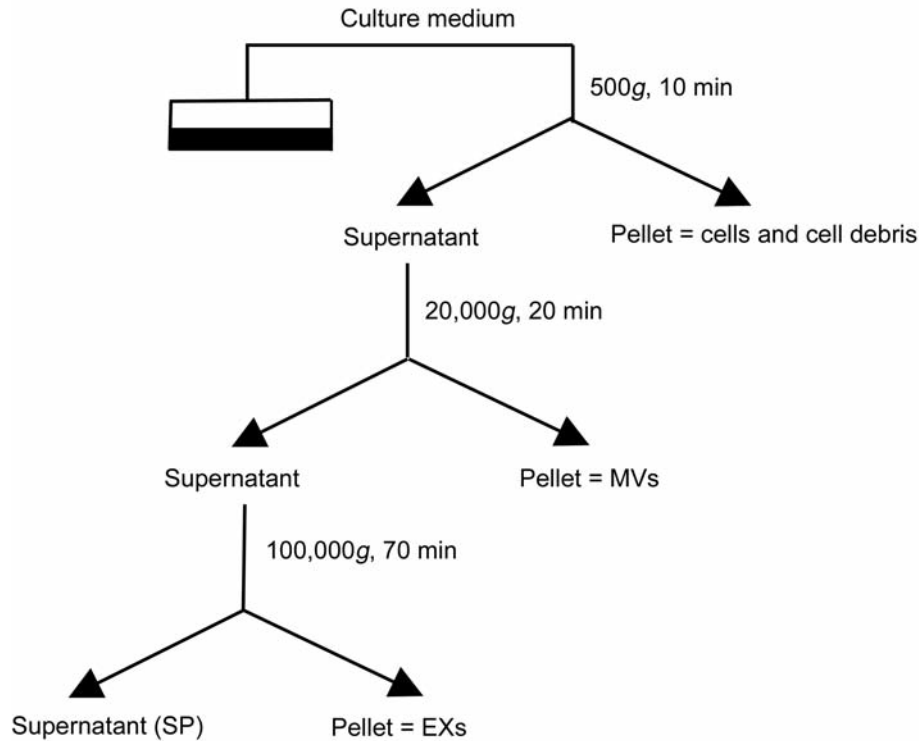 Culture medium
500g, 10 min
Supernatant
Pellet = cells and cell debris
20,000g, 20 min
Supernatant
Pellet = MVs
100,000g, 70 min
Supernatant (SP)
Pellet = EXs